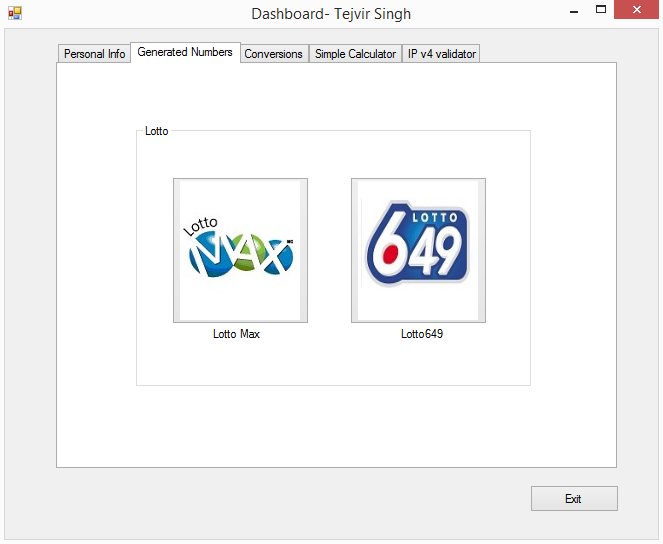 Dashboard- Tejvir Singh
Personal Info Generated Numbers Conversions Simple Calculator IP v4 validator
Lotto
Lotto
MAX
LOTTO
649
Lotto Max Lotto649
Exit